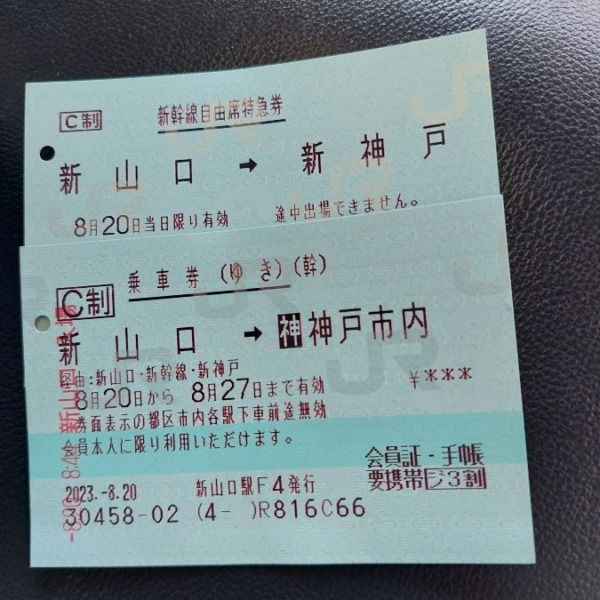 C制 新幹線自由席特急券
新山口 → 新神戸
8月20日当日限り有効 途中出場できません。
C制 乗車券 (ゆき) (幹)
新山口 → 神 神戸市内
経由:新山口・新幹線・新神戸
8月20日から 8月27日まで有効 ¥***
券面表示の都区市内各駅下車前途無効
会員本人に限り利用いただけます。
会員証・手帳
要携帯 ジ3割
2023.-8.20 新山口駅F4発行
30458-02 (4- )R816C66